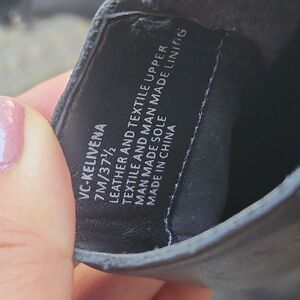 VC-KELIVENA
7M/37½
LEATHER AND TEXTILE UPPER
TEXTILE AND MAN MADE LINING
MAN MADE SOLE
MADE IN CHINA